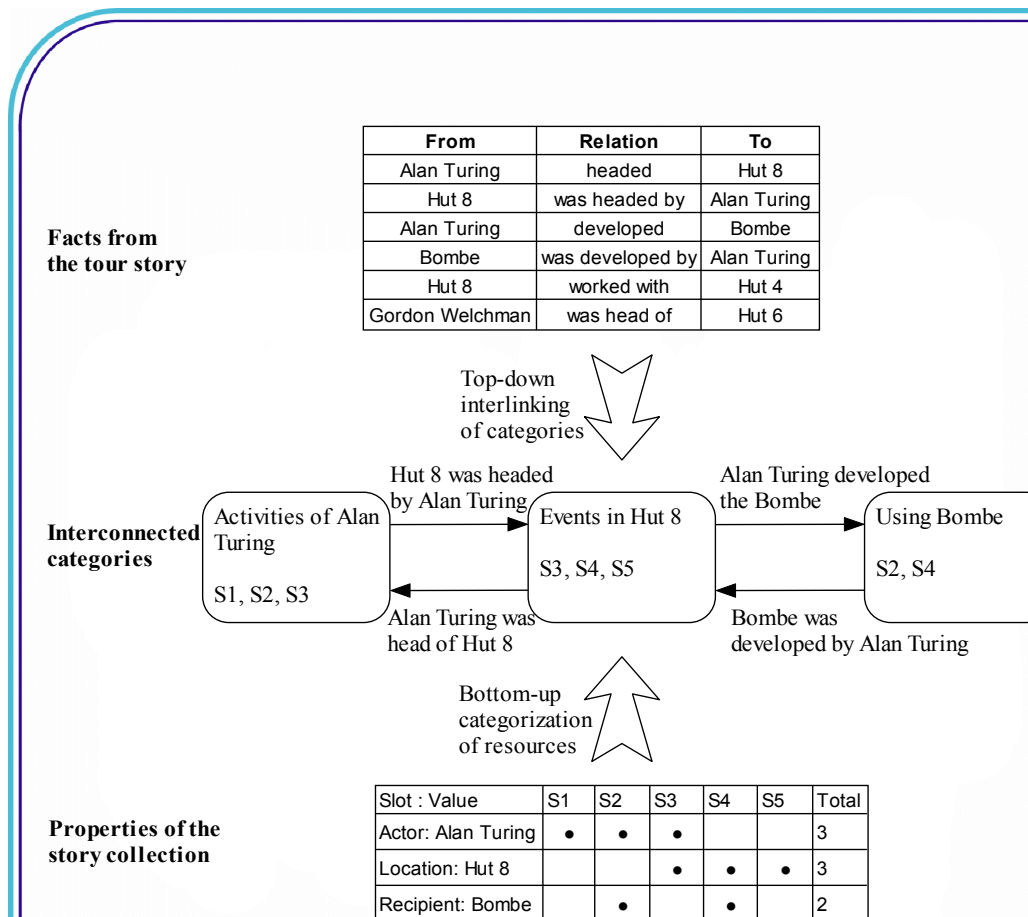 From Relation To
Alan Turing headed Hut 8
Hut 8 was headed by Alan Turing
Alan Turing developed Bombe
Bombe was developed by Alan Turing
Hut 8 worked with Hut 4
Gordon Welchman was head of Hut 6
Facts from
the tour story
Top-down
interlinking
of categories
Interconnected
categories
Activities of Alan
Turing
S1, S2, S3
Hut 8 was headed
by Alan Turing
Alan Turing was
head of Hut 8
Events in Hut 8
S3, S4, S5
Alan Turing developed
the Bombe
Bombe was
developed by Alan Turing
Using Bombe
S2, S4
Bottom-up
categorization
of resources
Properties of the
story collection
Slot : Value S1 S2 S3 S4 S5 Total
Actor: Alan Turing • • • 3
Location: Hut 8 • • • 3
Recipient: Bombe • • 2